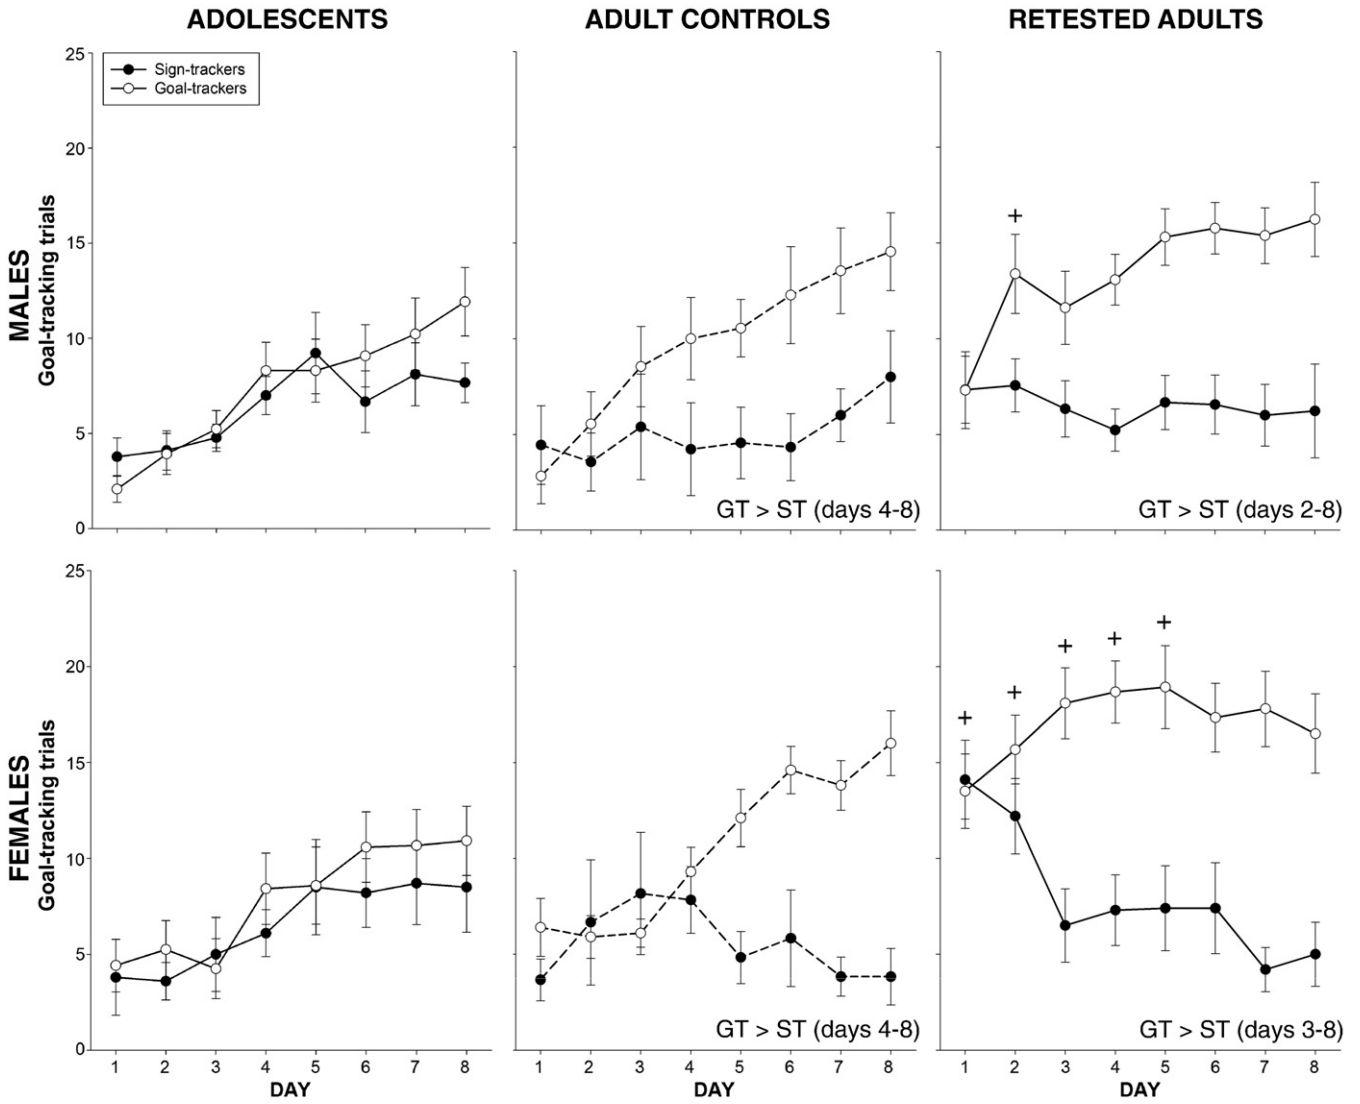 ADOLESCENTS
ADULT CONTROLS
RETESTED ADULTS
MALES
Goal-tracking trials
25
20
15
10
5
0
Sign-trackers
Goal-trackers
GT > ST (days 4-8)
+
GT > ST (days 2-8)
FEMALES
Goal-tracking trials
25
20
15
10
5
0
1 2 3 4 5 6 7 8
DAY
GT > ST (days 4-8)
1 2 3 4 5 6 7 8
DAY
+ + + + +
GT > ST (days 3-8)
1 2 3 4 5 6 7 8
DAY